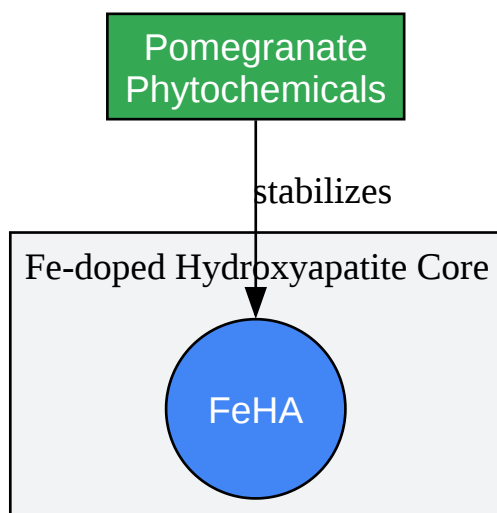 Pomegranate
Phytochemicals
stabilizes
Fe-doped Hydroxyapatite Core
FeHA